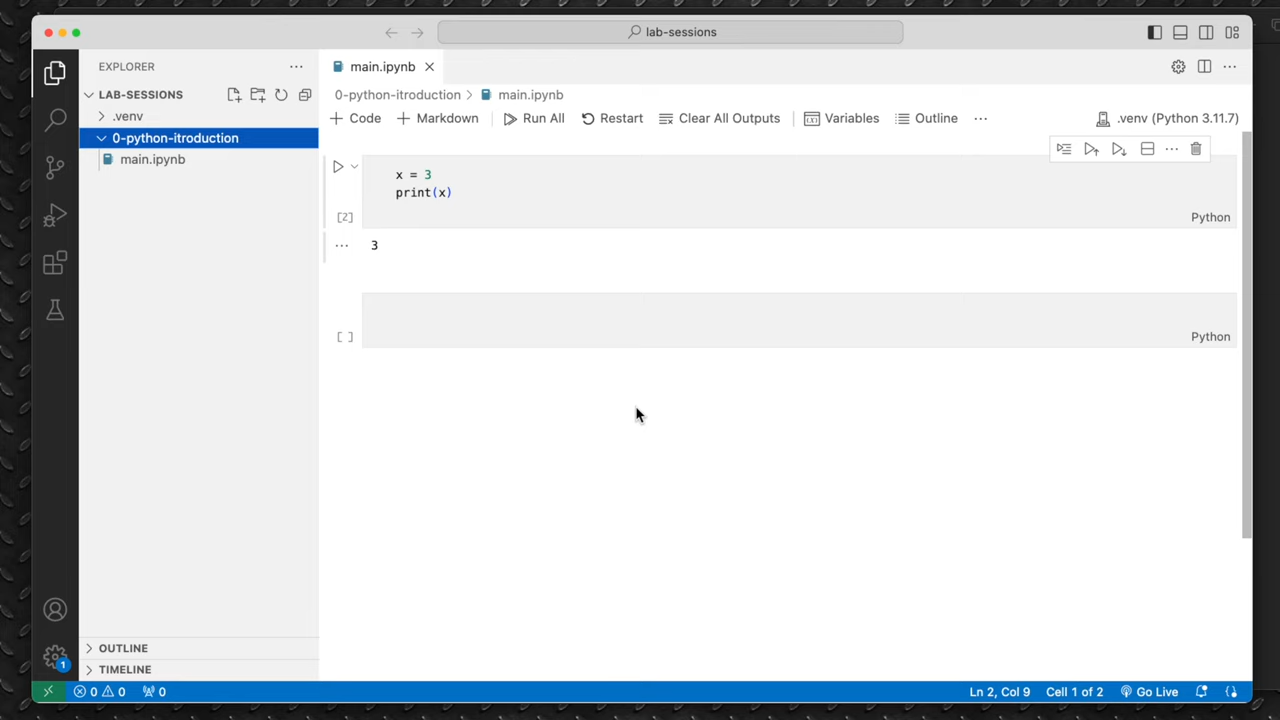 lab-sessions
EXPLORER
LAB-SESSIONS
.venv
0-python-itroduction
main.ipynb
OUTLINE
TIMELINE
main.ipynb
0-python-itroduction > main.ipynb
+ Code + Markdown Run All Restart Clear All Outputs Variables Outline ... .venv (Python 3.11.7)
x = 3
print(x)
[2] Python
... 3
[ ] Python
1
0 0 0 Ln 2, Col 9 Cell 1 of 2 Go Live